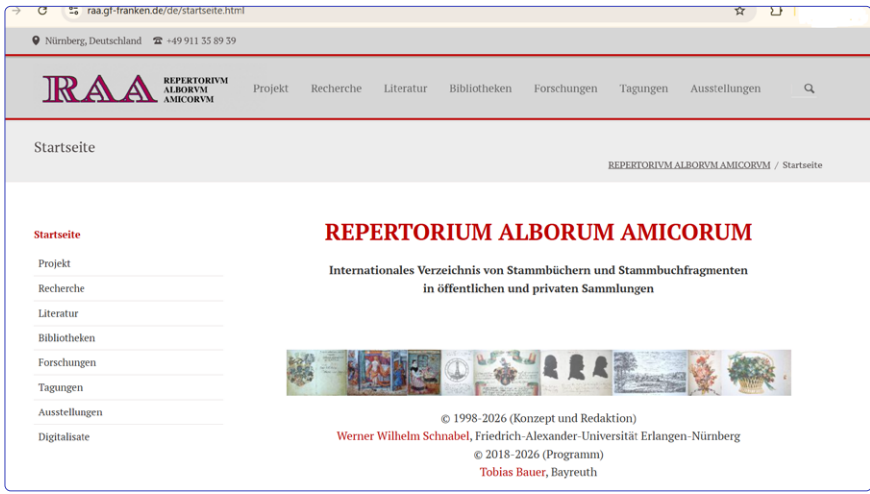 raa.gf-franken.de/de/startseite.html
Nürnberg, Deutschland +49 911 35 89 39
RAA REPERTORIVM
ALBORVM
AMICORVM
Projekt Recherche Literatur Bibliotheken Forschungen Tagungen Ausstellungen
Startseite
REPERTORIVM ALBORVM AMICORVM / Startseite
Startseite
Projekt
Recherche
Literatur
Bibliotheken
Forschungen
Tagungen
Ausstellungen
Digitalisate
REPERTORIUM ALBORUM AMICORUM
Internationales Verzeichnis von Stammbüchern und Stammbuchfragmenten
in öffentlichen und privaten Sammlungen
© 1998-2026 (Konzept und Redaktion)
Werner Wilhelm Schnabel, Friedrich-Alexander-Universität Erlangen-Nürnberg
© 2018-2026 (Programm)
Tobias Bauer, Bayreuth